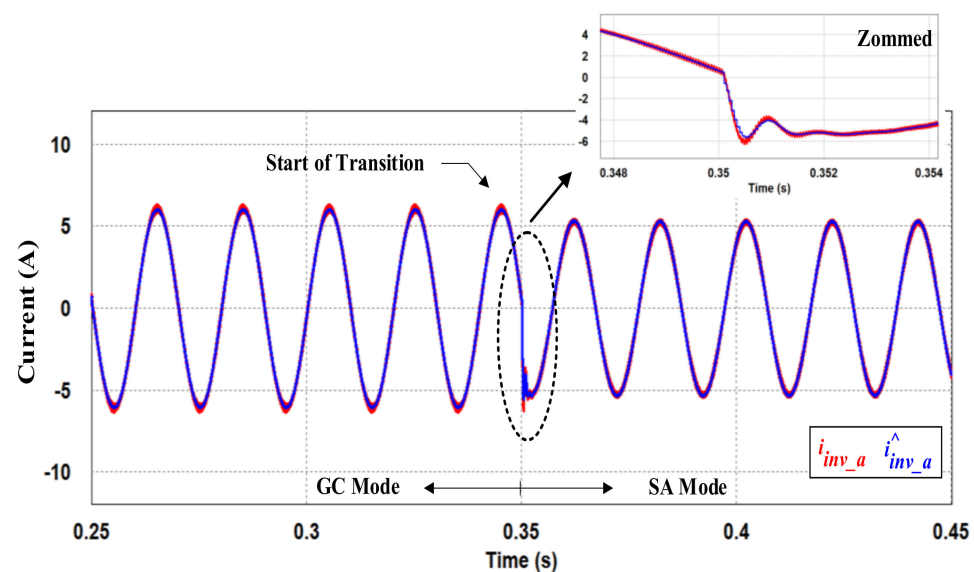 Zommed
4
2
0
-2
-4
-6
0.348
0.35
0.352
0.354
Time (s)
Start of Transition
10
5
0
-5
-10
Current (A)
i inv_a î inv_a
GC Mode
SA Mode
0.25
0.3
0.35
0.4
0.45
Time (s)